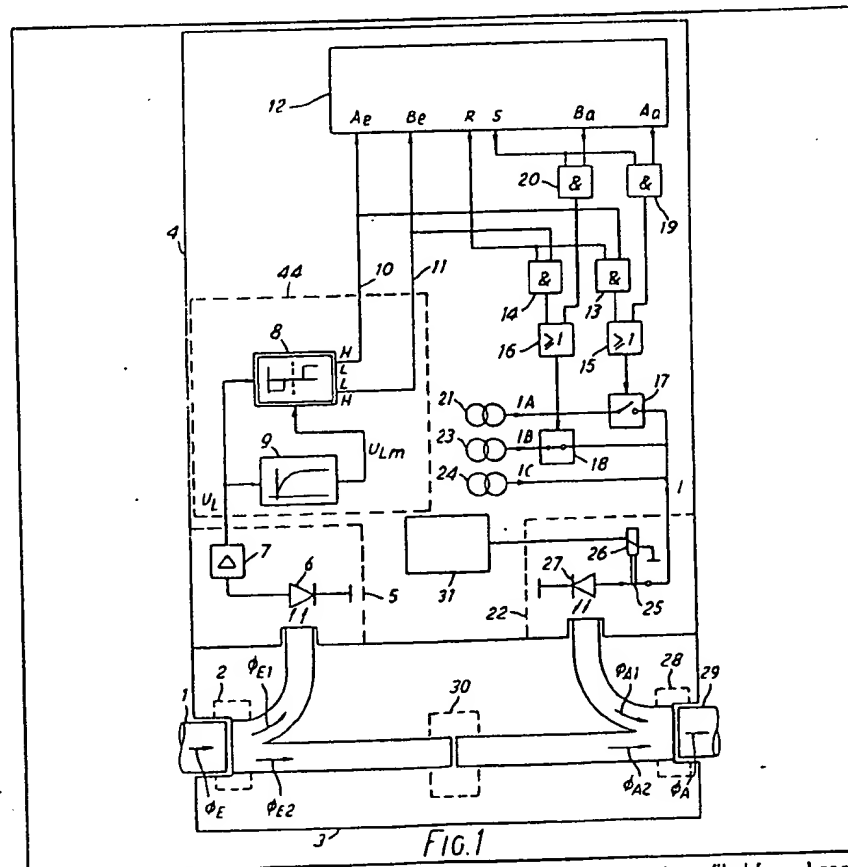 12
Ae Be R S Ba Aa
20 & & 19
4
44 10 11
& &
14 13
8 H L L H
16 ≥1 ≥1 15
17
21 IA
23 IB
18
24 IC
9
ULm
UL
I
7 6 5
31
26
27
22 25
1 2 ΦE1 30 ΦA1 28 29
ΦE ΦE2 ΦA2 ΦA
3
FIG.1